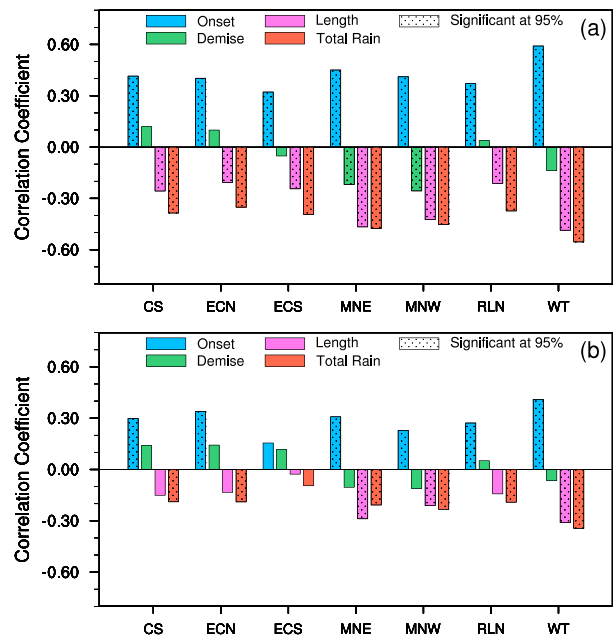 Onset Length Significant at 95% (a)
Demise Total Rain
0.60
0.30
0.00
-0.30
-0.60
Correlation Coefficient
CS ECN ECS MNE MNW RLN WT
Onset Length Significant at 95% (b)
Demise Total Rain
0.60
0.30
0.00
-0.30
-0.60
Correlation Coefficient
CS ECN ECS MNE MNW RLN WT